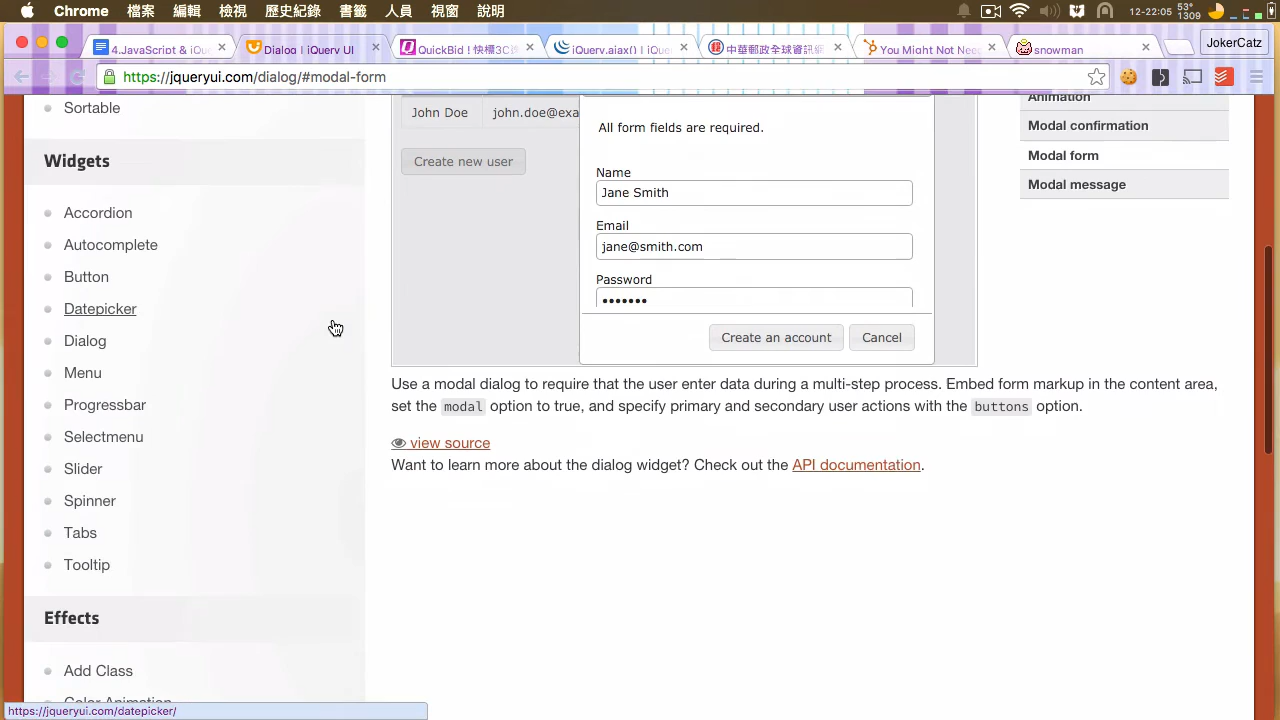 Chrome 檔案 編輯 檢視 歷史紀錄 書籤 人員 視窗 說明 12-22:05 53° 1309
4.JavaScript & iQu Dialog | jQuery UI QuickBid | 快標3C jQuery.ajax() | jQu 中華郵政全球資訊網 You Might Not Nee snowman JokerCatz
https://jqueryui.com/dialog/#modal-form
Sortable
Widgets
Accordion
Autocomplete
Button
Datepicker
Dialog
Menu
Progressbar
Selectmenu
Slider
Spinner
Tabs
Tooltip
Effects
Add Class
Color Animation
John Doe john.doe@exa
Create new user
All form fields are required.
Name
Jane Smith
Email
jane@smith.com
Password
•••••••
Create an account Cancel
Use a modal dialog to require that the user enter data during a multi-step process. Embed form markup in the content area,
set the modal option to true, and specify primary and secondary user actions with the buttons option.
view source
Want to learn more about the dialog widget? Check out the API documentation.
Animation
Modal confirmation
Modal form
Modal message
https://jqueryui.com/datepicker/